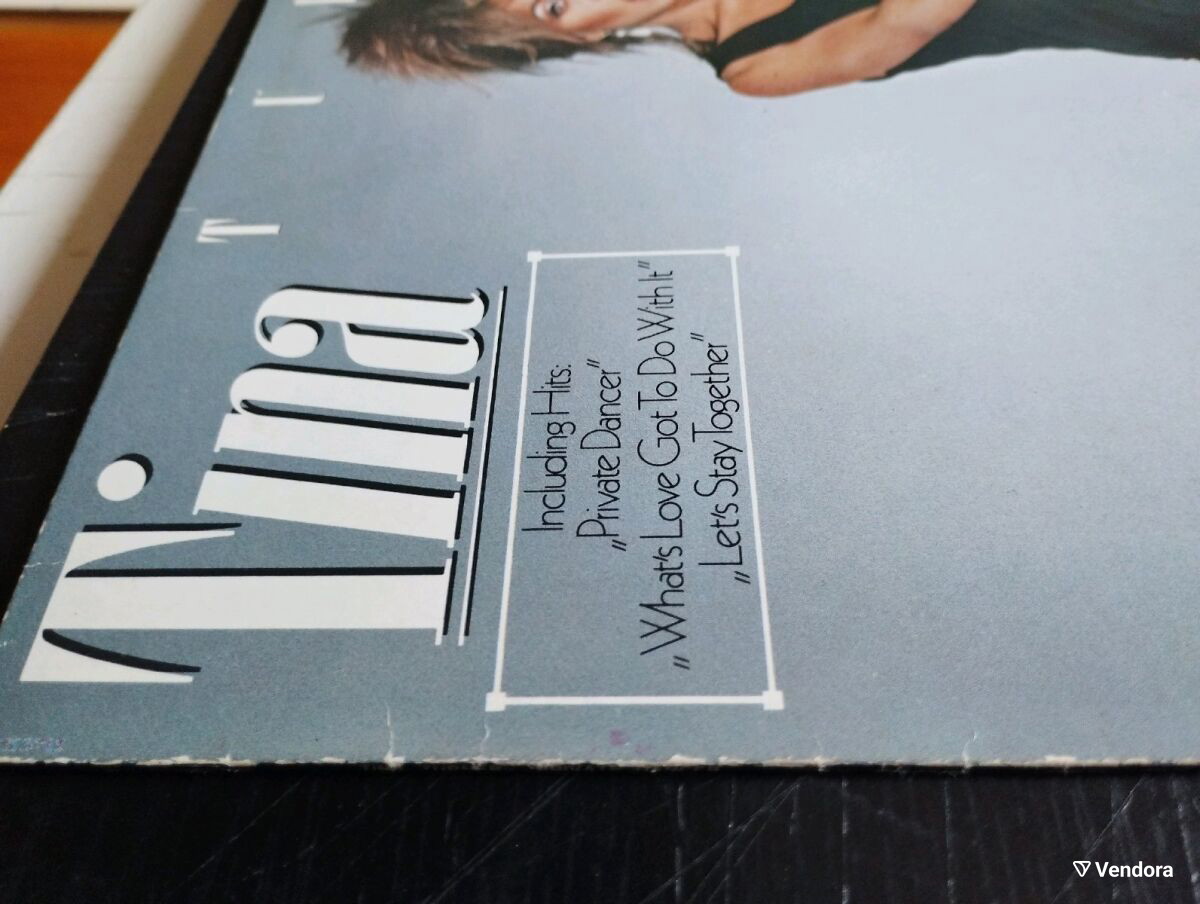 Tina
T I
Including Hits:
„Private Dancer”
„What's Love Got To Do With It”
„Let's Stay Together”
Vendora